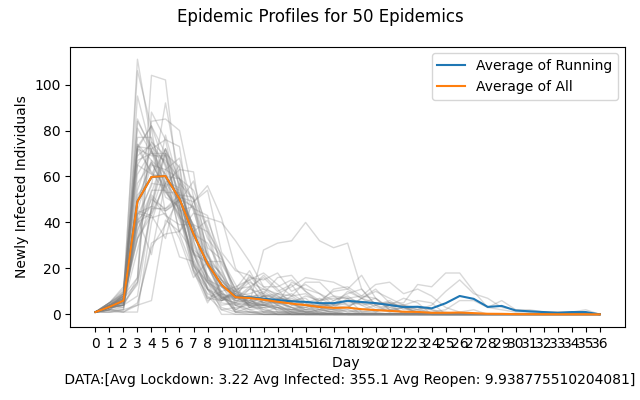 Epidemic Profiles for 50 Epidemics
Average of Running
Average of All
Newly Infected Individuals
100
80
60
40
20
0
0 1 2 3 4 5 6 7 8 9 10 11 12 13 14 15 16 17 18 19 20 21 22 23 24 25 26 27 28 29 30 31 32 33 34 35 36
Day
DATA:[Avg Lockdown: 3.22 Avg Infected: 355.1 Avg Reopen: 9.938775510204081]